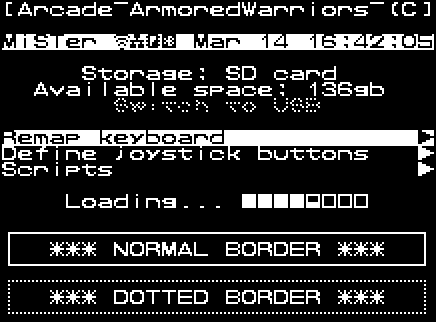 [Arcade-ArmoredWarriors-(C]
MiSTer Mar 14 16:42:05
Storage: SD card
Available space: 136gb
Switch to USB
Remap keyboard
Define joystick buttons
Scripts
Loading...
*** NORMAL BORDER ***
*** DOTTED BORDER ***